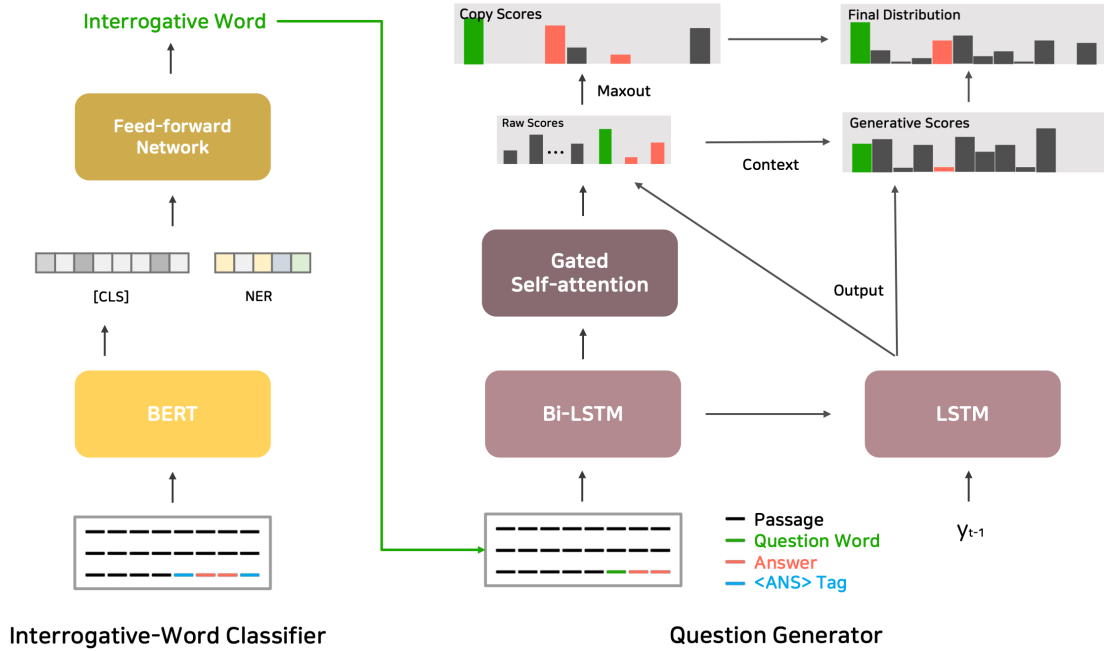 Interrogative Word
Feed-forward
Network
[CLS]
NER
BERT
Interrogative-Word Classifier
Copy Scores
Final Distribution
Maxout
Raw Scores
...
Generative Scores
Context
Gated
Self-attention
Output
Bi-LSTM
LSTM
Passage
Question Word
Answer
<ANS> Tag
yt-1
Question Generator